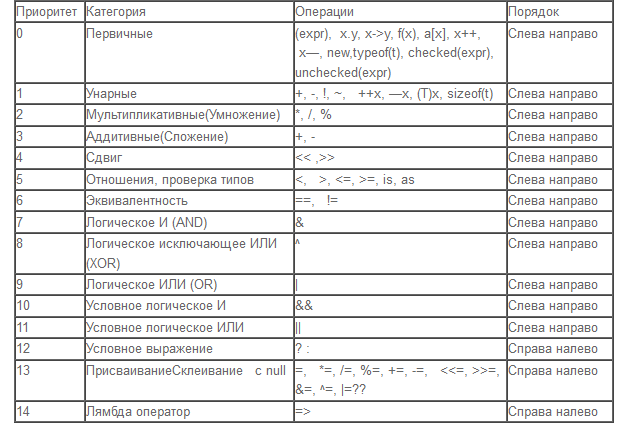 Приоритет Категория Операции Порядок
0 Первичные (expr), x.y, x->y, f(x), a[x], x++, Слева направо
x—, new,typeof(t), checked(expr),
unchecked(expr)
1 Унарные +, -, !, ~, ++x, —x, (T)x, sizeof(t) Слева направо
2 Мультипликативные(Умножение) *, /, % Слева направо
3 Аддитивные(Сложение) +, - Слева направо
4 Сдвиг << ,>> Слева направо
5 Отношения, проверка типов <, >, <=, >=, is, as Слева направо
6 Эквивалентность ==, != Слева направо
7 Логическое И (AND) & Слева направо
8 Логическое исключающее ИЛИ ^ Слева направо
(XOR)
9 Логическое ИЛИ (OR) | Слева направо
10 Условное логическое И && Слева направо
11 Условное логическое ИЛИ || Слева направо
12 Условное выражение ? : Справа налево
13 ПрисваиваниеСклеивание с null =, *=, /=, %=, +=, -=, <<=, >>=, Справа налево
&=, ^=, |=??
14 Лямбда оператор => Справа налево